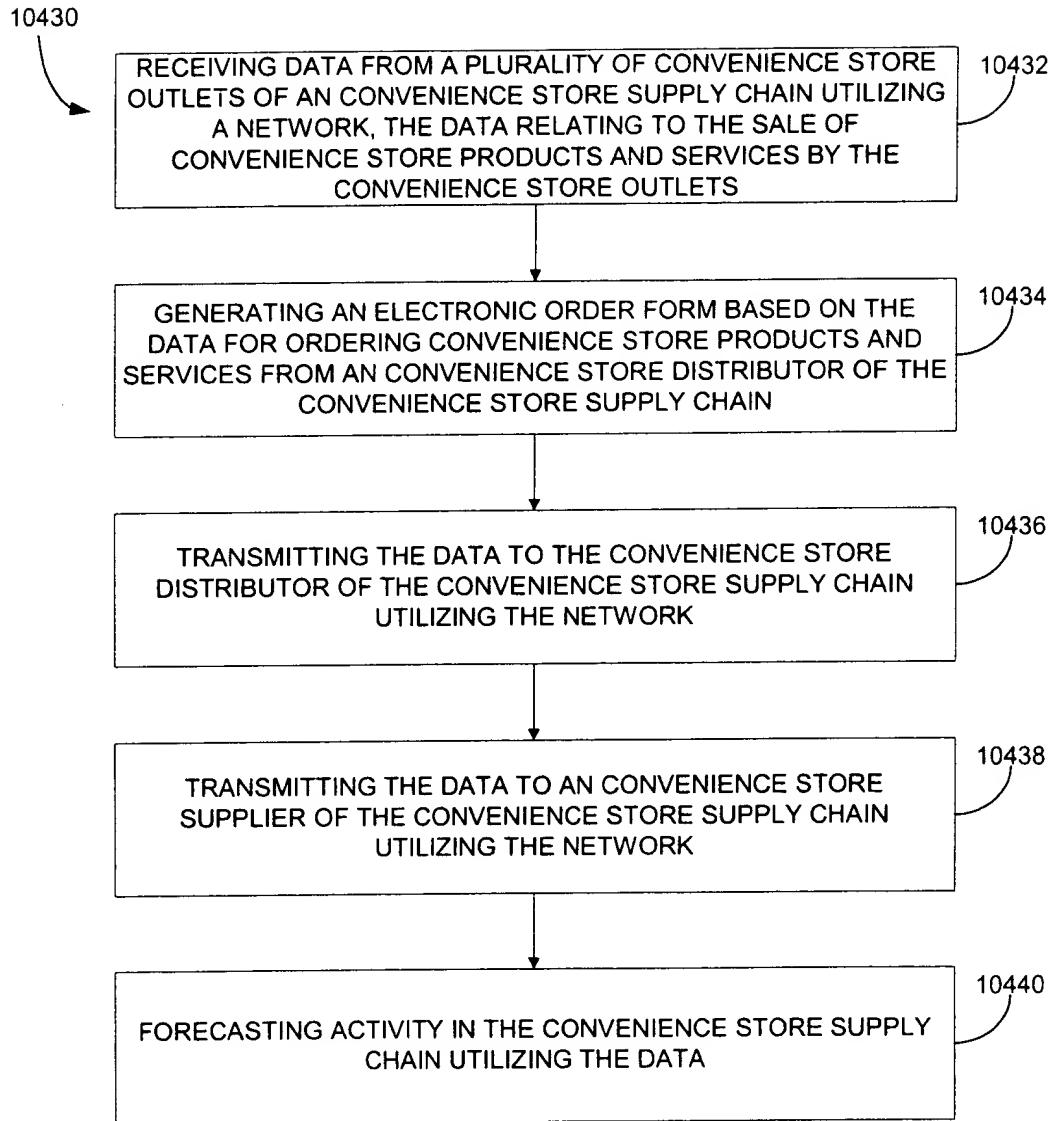 10430
RECEIVING DATA FROM A PLURALITY OF CONVENIENCE STORE
OUTLETS OF AN CONVENIENCE STORE SUPPLY CHAIN UTILIZING
A NETWORK, THE DATA RELATING TO THE SALE OF
CONVENIENCE STORE PRODUCTS AND SERVICES BY THE
CONVENIENCE STORE OUTLETS
10432
GENERATING AN ELECTRONIC ORDER FORM BASED ON THE
DATA FOR ORDERING CONVENIENCE STORE PRODUCTS AND
SERVICES FROM AN CONVENIENCE STORE DISTRIBUTOR OF THE
CONVENIENCE STORE SUPPLY CHAIN
10434
TRANSMITTING THE DATA TO THE CONVENIENCE STORE
DISTRIBUTOR OF THE CONVENIENCE STORE SUPPLY CHAIN
UTILIZING THE NETWORK
10436
TRANSMITTING THE DATA TO AN CONVENIENCE STORE
SUPPLIER OF THE CONVENIENCE STORE SUPPLY CHAIN
UTILIZING THE NETWORK
10438
FORECASTING ACTIVITY IN THE CONVENIENCE STORE SUPPLY
CHAIN UTILIZING THE DATA
10440